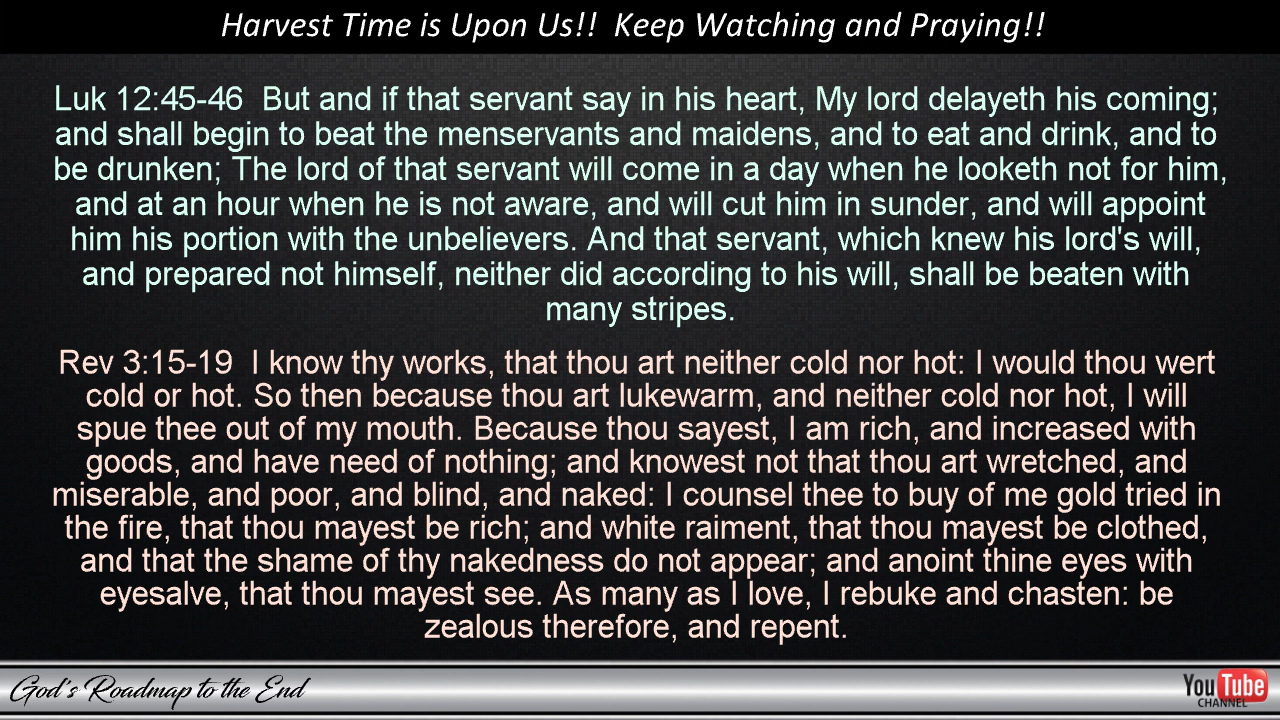 Harvest Time is Upon Us!!  Keep Watching and Praying!!
Luk 12:45-46  But and if that servant say in his heart, My lord delayeth his coming;
and shall begin to beat the menservants and maidens, and to eat and drink, and to
be drunken; The lord of that servant will come in a day when he looketh not for him,
and at an hour when he is not aware, and will cut him in sunder, and will appoint
him his portion with the unbelievers. And that servant, which knew his lord's will,
and prepared not himself, neither did according to his will, shall be beaten with
many stripes.
Rev 3:15-19  I know thy works, that thou art neither cold nor hot: I would thou wert
cold or hot. So then because thou art lukewarm, and neither cold nor hot, I will
spue thee out of my mouth. Because thou sayest, I am rich, and increased with
goods, and have need of nothing; and knowest not that thou art wretched, and
miserable, and poor, and blind, and naked: I counsel thee to buy of me gold tried in
the fire, that thou mayest be rich; and white raiment, that thou mayest be clothed,
and that the shame of thy nakedness do not appear; and anoint thine eyes with
eyesalve, that thou mayest see. As many as I love, I rebuke and chasten: be
zealous therefore, and repent.
God's Roadmap to the End
YouTube
CHANNEL